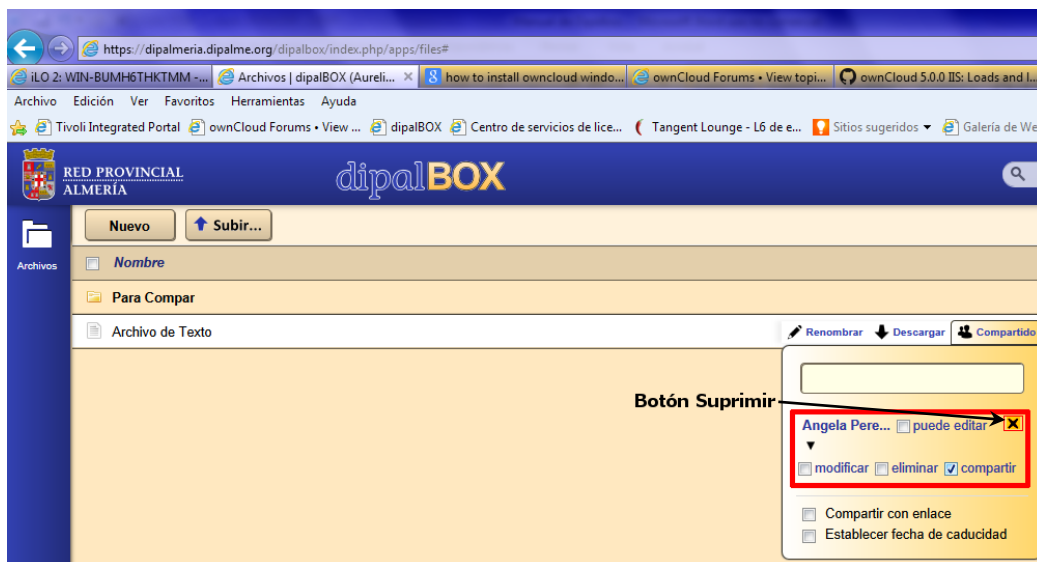 https://dipalmeria.dipalme.org/dipalbox/index.php/apps/files#
iLO 2: WIN-BUMH6THKTMM -... Archivos | dipalBOX (Aureli... × how to install owncloud windo... ownCloud Forums • View topi... ownCloud 5.0.0 IIS: Loads and l...
Archivo Edición Ver Favoritos Herramientas Ayuda
Tivoli Integrated Portal ownCloud Forums • View ... dipalBOX Centro de servicios de lice... Tangent Lounge - L6 de e... Sitios sugeridos Galería de We
RED PROVINCIAL
ALMERÍA
dipalBOX
Nuevo Subir...
Archivos
Nombre
Para Compar
Archivo de Texto Renombrar Descargar Compartido
Botón Suprimir
Angela Pere... puede editar X
modificar eliminar compartir
Compartir con enlace
Establecer fecha de caducidad